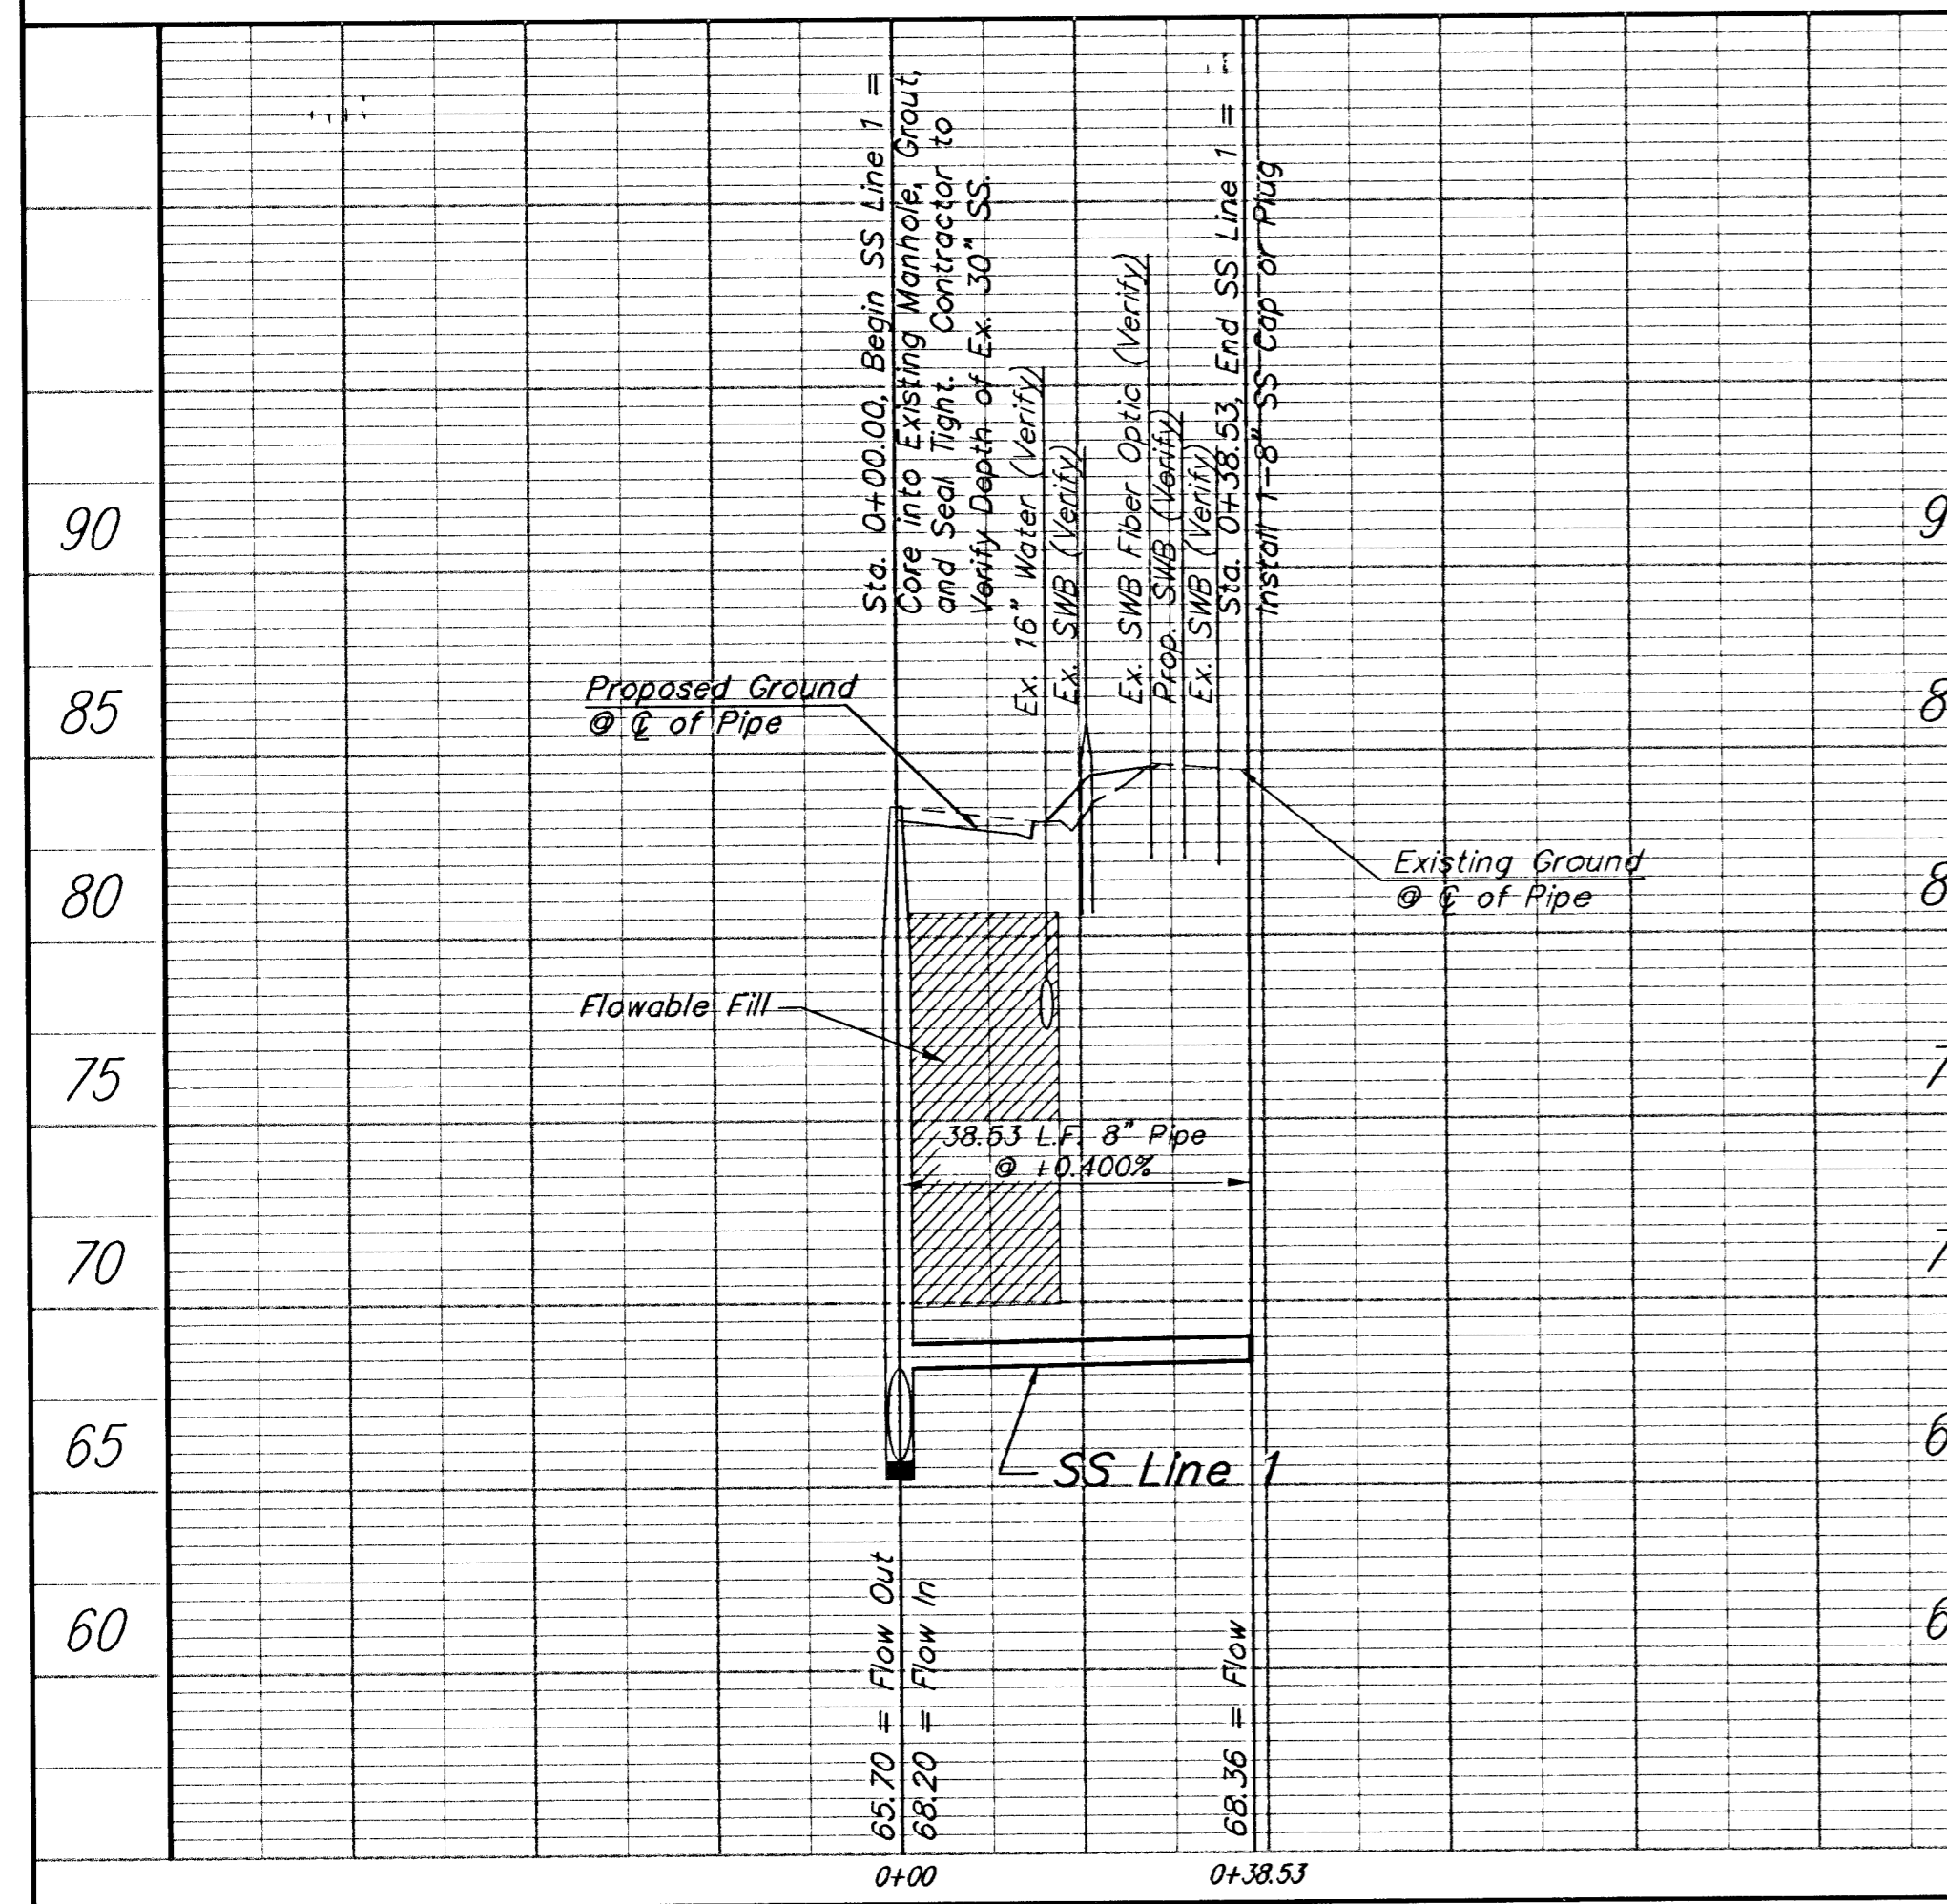 Sta. 0+00.00, Begin SS Line 1 =
Core into Existing Manhole, Grout,
and Seal Tight. Contractor to
Verify Depth of Ex. 30" SS.
Ex. 16" Water (Verify)
Ex. SWB (Verify)
Ex. SWB Fiber Optic (Verify)
Prop. SWB (Verify)
Ex. SWB (Verify)
Sta. 0+38.53, End SS Line 1 =
Install 1-8" SS Cap or Plug
90
85
80
75
70
65
60
Proposed Ground
@ ℄ of Pipe
Existing Ground
@ ℄ of Pipe
Flowable Fill
38.53 L.F. 8" Pipe
@ +0.400%
SS Line 1
65.70 = Flow Out
68.20 = Flow In
68.36 = Flow
0+00
0+38.53